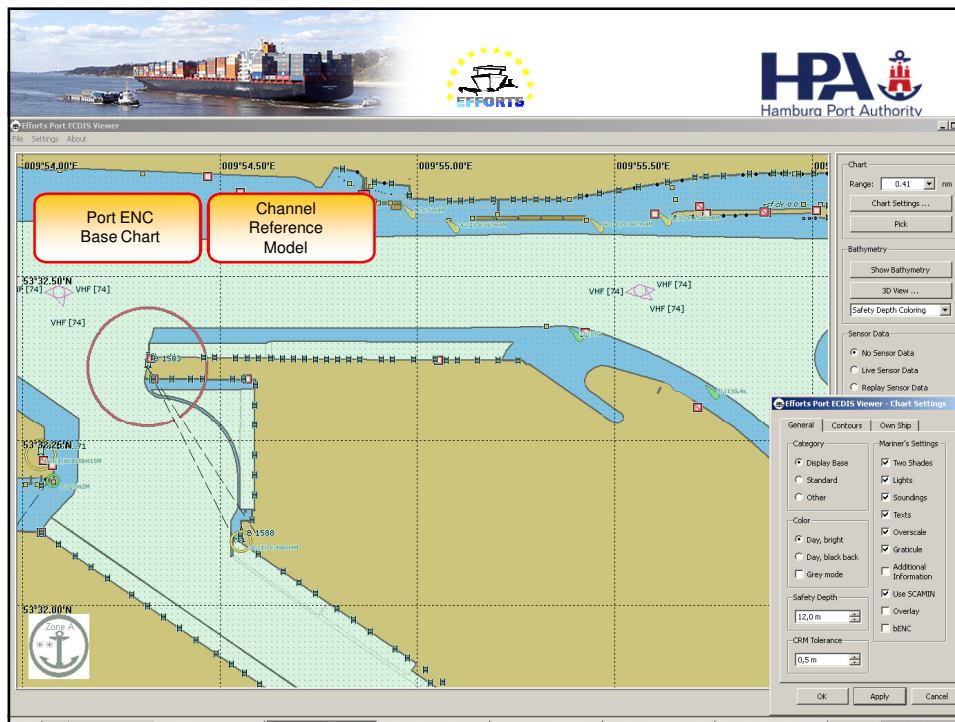 EFFORTS
HPA
Hamburg Port Authority
Efforts Port ECDIS Viewer
File Settings About
009°54.00'E
009°54.50'E
009°55.00'E
009°55.50'E
Port ENC
Base Chart
Channel
Reference
Model
53°32.50'N
VHF [74]
VHF [74]
VHF [74]
VHF [74]
VHF [74]
B 1583
53°32.25'N
B 1588
53°32.00'N
Zone A
Chart
Range: 0.41 nm
Chart Settings ...
Pick
Bathymetry
Show Bathymetry
3D View ...
Safety Depth Coloring
Sensor Data
No Sensor Data
Live Sensor Data
Replay Sensor Data
Efforts Port ECDIS Viewer - Chart Settings
General Contours Own Ship
Category
Display Base
Standard
Other
Color
Day, bright
Day, black back
Grey mode
Safety Depth
12,0 m
CRM Tolerance
0,5 m
Mariner's Settings
Two Shades
Lights
Soundings
Texts
Overscale
Graticule
Additional
Information
Use SCAMIN
Overlay
bENC
OK Apply Cancel